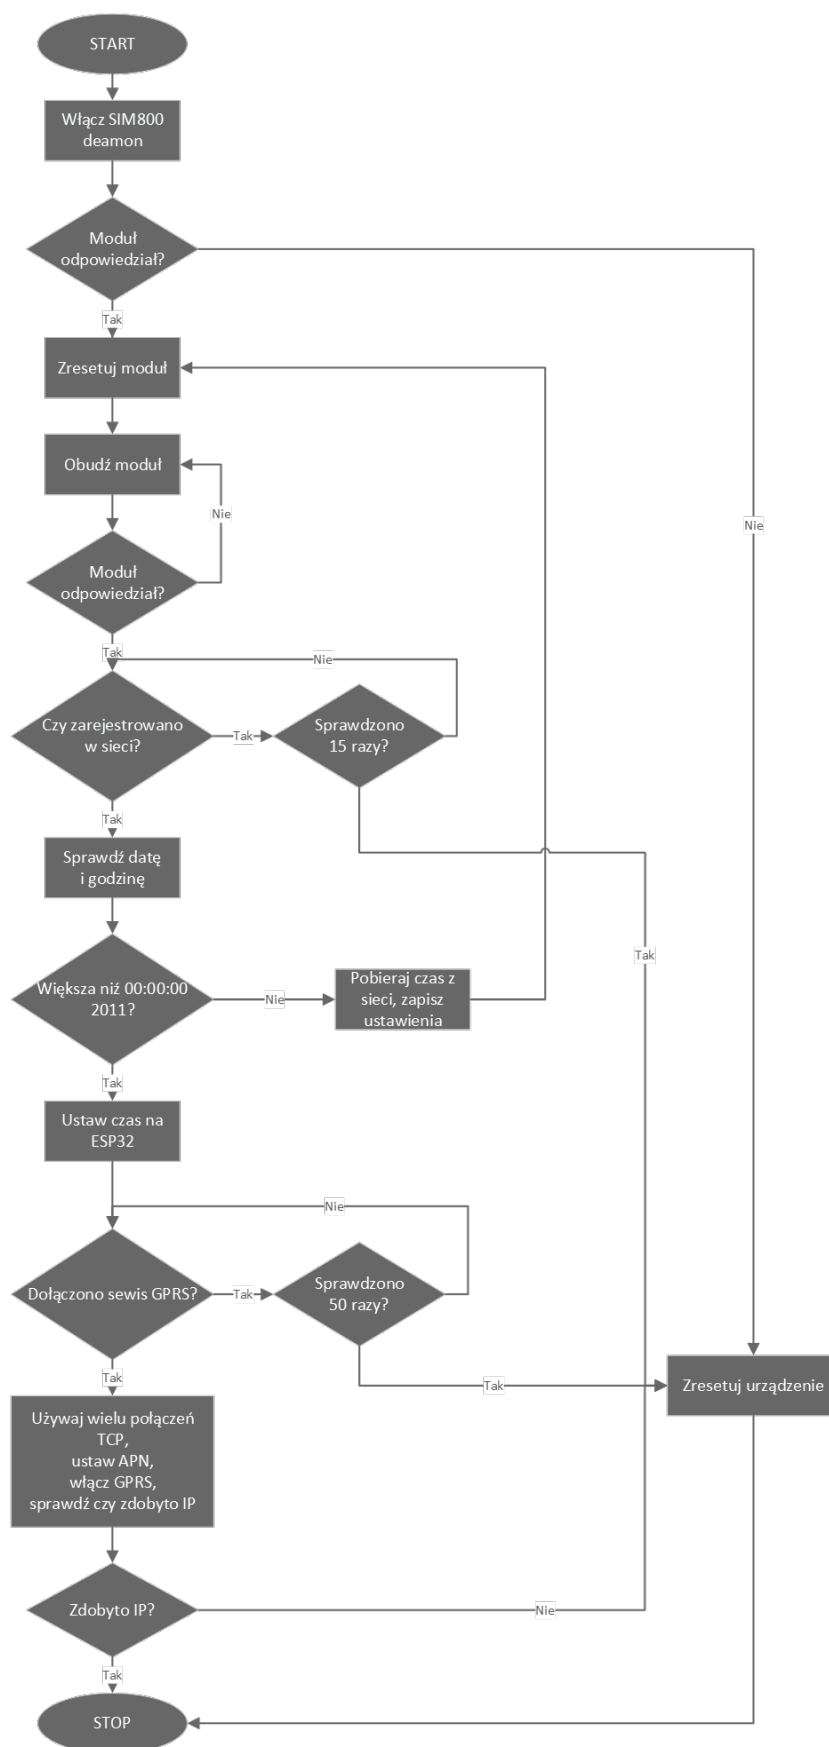 START
Włącz SIM800
deamon
Moduł
odpowiedział?
Tak
Nie
Zresetuj moduł
Obudź moduł
Nie
Moduł
odpowiedział?
Tak
Nie
Czy zarejestrowano
w sieci?
Tak
Sprawdzono
15 razy?
Tak
Sprawdź datę
i godzinę
Tak
Większa niż 00:00:00
2011?
Nie
Pobieraj czas z
sieci, zapisz
ustawienia
Tak
Ustaw czas na
ESP32
Nie
Dołączono sewis GPRS?
Tak
Sprawdzono
50 razy?
Tak
Tak
Zresetuj urządzenie
Używaj wielu połączeń
TCP,
ustaw APN,
włącz GPRS,
sprawdź czy zdobyto IP
Zdobyto IP?
Nie
Tak
STOP